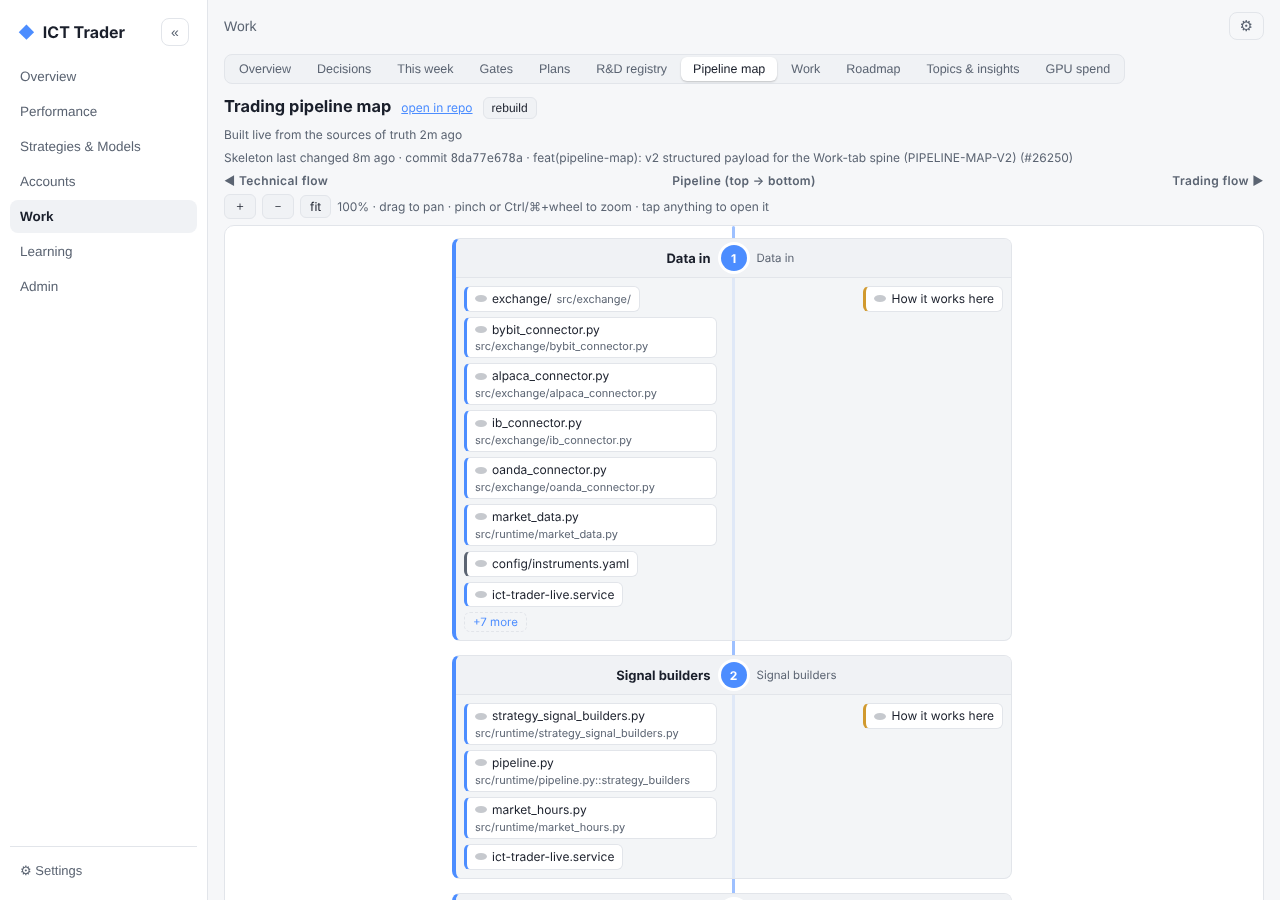 ICT Trader
«
Overview
Performance
Strategies & Models
Accounts
Work
Learning
Admin
⚙ Settings
Work
⚙
Overview Decisions This week Gates Plans R&D registry Pipeline map Work Roadmap Topics & insights GPU spend
Trading pipeline map open in repo rebuild
Built live from the sources of truth 2m ago
Skeleton last changed 8m ago · commit 8da77e678a · feat(pipeline-map): v2 structured payload for the Work-tab spine (PIPELINE-MAP-V2) (#26250)
◀ Technical flow Pipeline (top → bottom) Trading flow ▶
+ − fit 100% · drag to pan · pinch or Ctrl/⌘+wheel to zoom · tap anything to open it
Data in 1 Data in
exchange/ src/exchange/
How it works here
bybit_connector.py
src/exchange/bybit_connector.py
alpaca_connector.py
src/exchange/alpaca_connector.py
ib_connector.py
src/exchange/ib_connector.py
oanda_connector.py
src/exchange/oanda_connector.py
market_data.py
src/runtime/market_data.py
config/instruments.yaml
ict-trader-live.service
+7 more
Signal builders 2 Signal builders
strategy_signal_builders.py
src/runtime/strategy_signal_builders.py
How it works here
pipeline.py
src/runtime/pipeline.py::strategy_builders
market_hours.py
src/runtime/market_hours.py
ict-trader-live.service